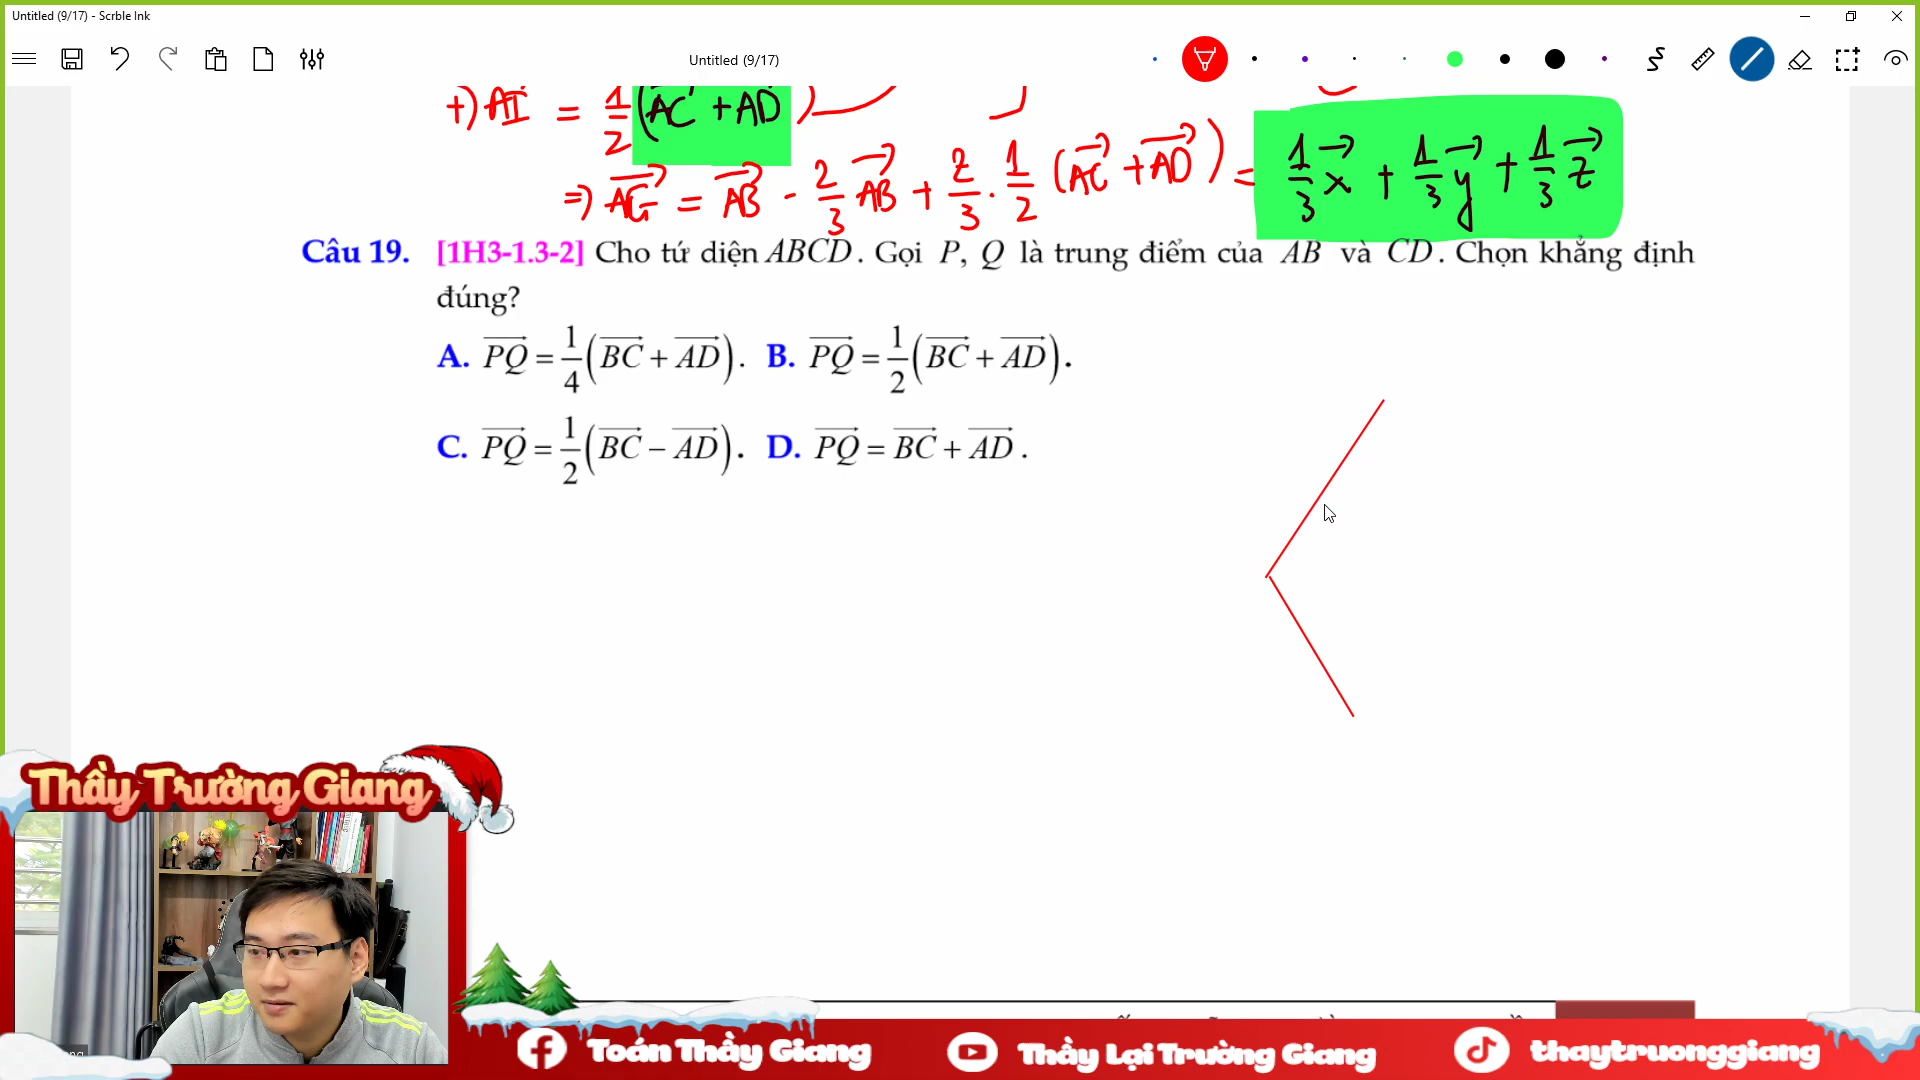 Untitled (9/17) - Scrble Ink
Untitled (9/17)
+) AI = 1/2 (AC + AD)
=> AG = AB - 2/3 AB + 2/3 . 1/2 (AC + AD) = 1/3 x + 1/3 y + 1/3 z
Câu 19. [1H3-1.3-2] Cho tứ diện ABCD. Gọi P, Q là trung điểm của AB và CD. Chọn khẳng định
đúng?
A. PQ = 1/4 (BC + AD). B. PQ = 1/2 (BC + AD).
C. PQ = 1/2 (BC − AD). D. PQ = BC + AD.
Thầy Trường Giang
Toán Thầy Giang
Thầy Lại Trường Giang
thaytruonggiang